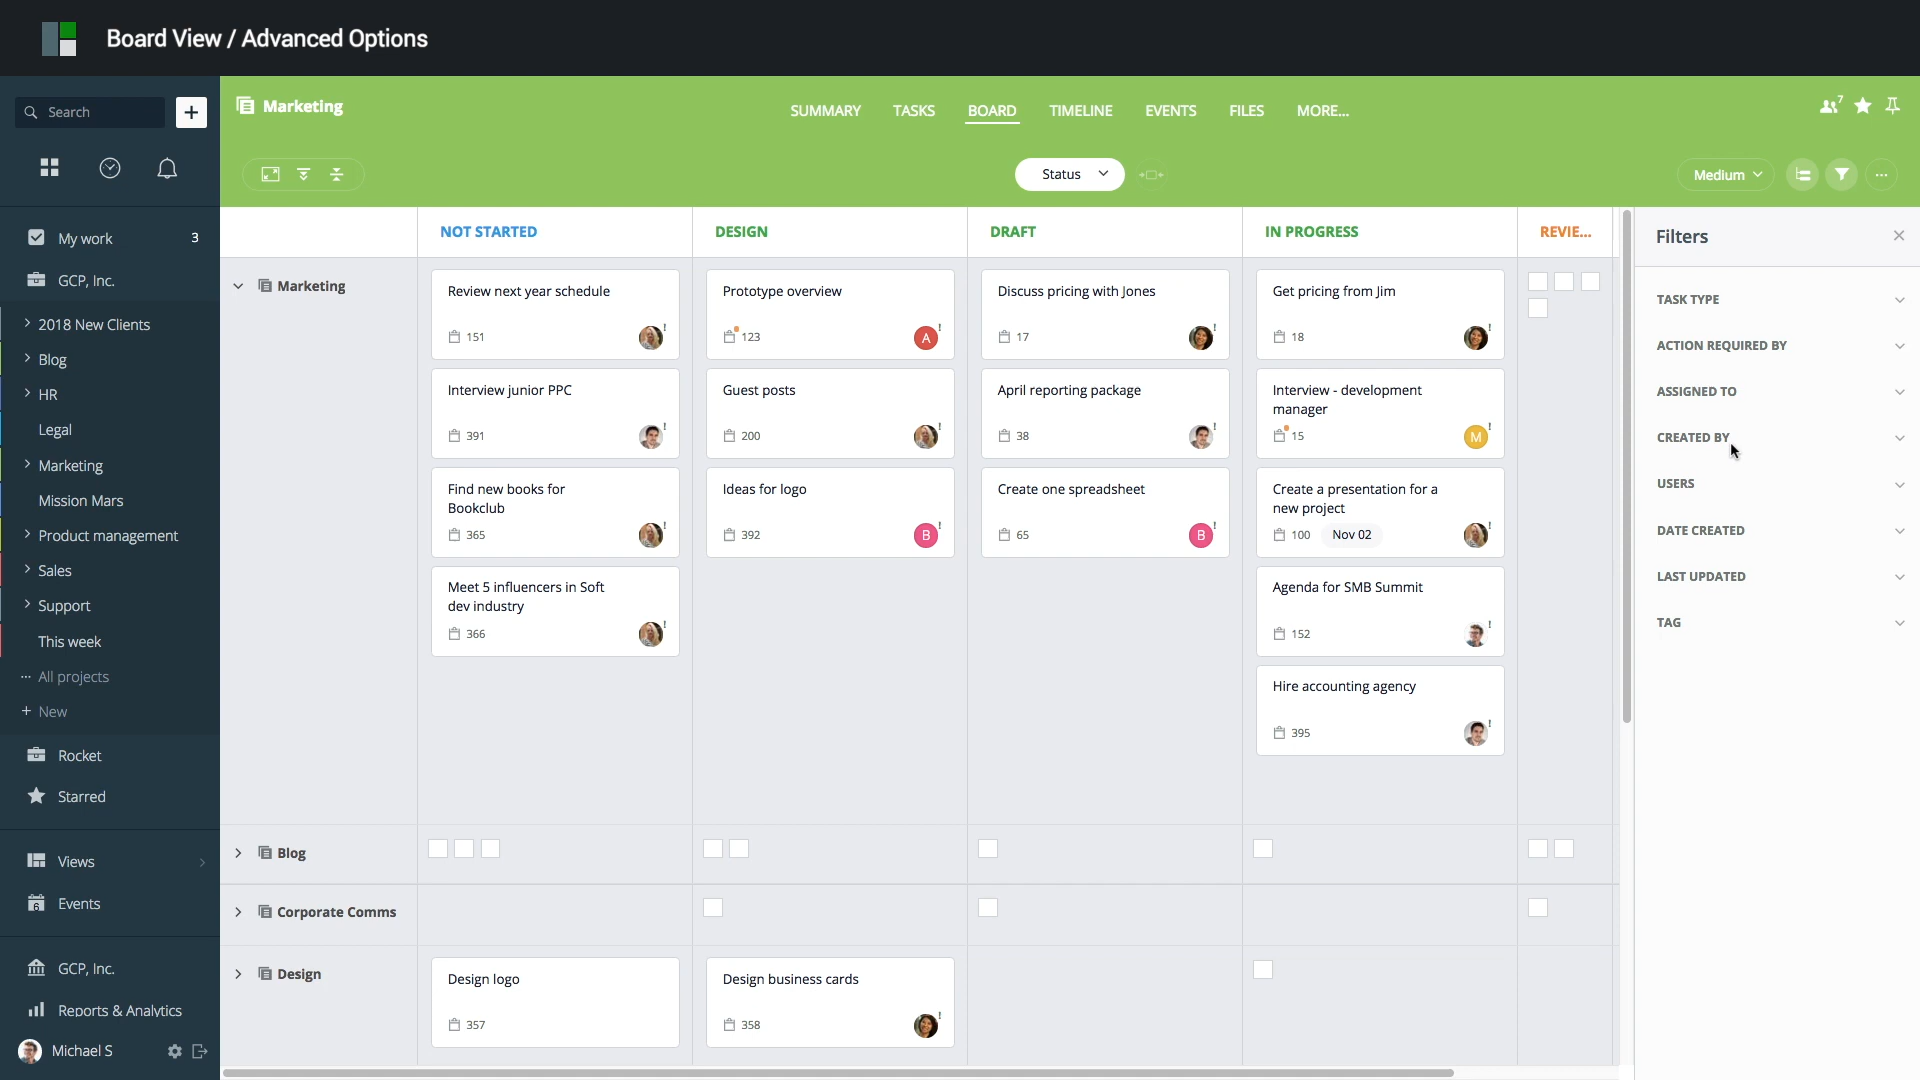 Board View / Advanced Options
Search
Marketing
SUMMARY
TASKS
BOARD
TIMELINE
EVENTS
FILES
MORE...
7
Status
Medium
My work 3
GCP, Inc.
2018 New Clients
Blog
HR
Legal
Marketing
Mission Mars
Product management
Sales
Support
This week
All projects
New
Rocket
Starred
Views
Events
6
GCP, Inc.
Reports & Analytics
Michael S
NOT STARTED
DESIGN
DRAFT
IN PROGRESS
REVIE...
Marketing
Review next year schedule
151
!
Interview junior PPC
391
!
Find new books for
Bookclub
365
!
Meet 5 influencers in Soft
dev industry
366
!
Prototype overview
123
A
!
Guest posts
200
!
Ideas for logo
392
B
!
Discuss pricing with Jones
17
!
April reporting package
38
!
Create one spreadsheet
65
B
!
Get pricing from Jim
18
!
Interview - development
manager
15
M
!
Create a presentation for a
new project
100 Nov 02
!
Agenda for SMB Summit
152
!
Hire accounting agency
395
!
Blog
Corporate Comms
Design
Design logo
357
Design business cards
358
!
Filters
TASK TYPE
ACTION REQUIRED BY
ASSIGNED TO
CREATED BY
USERS
DATE CREATED
LAST UPDATED
TAG